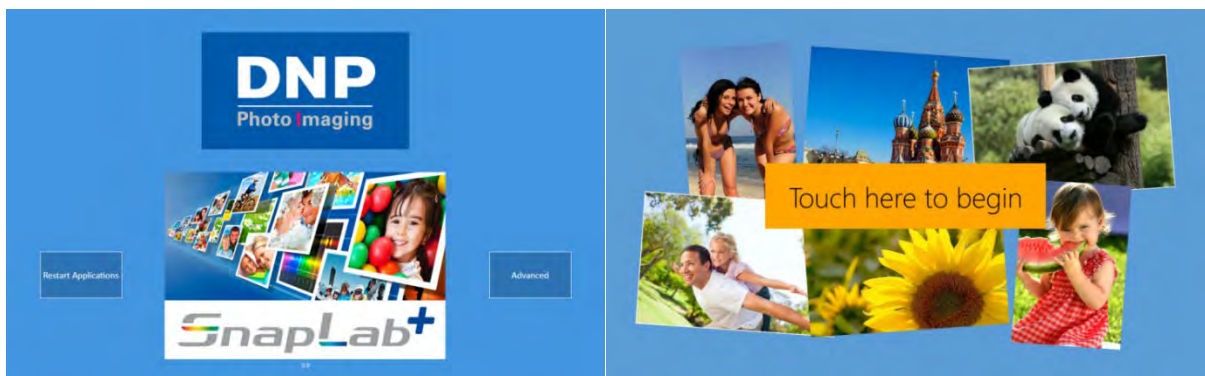 DNP
Photo Imaging
Restart Applications
Advanced
SnapLab+
Touch here to begin